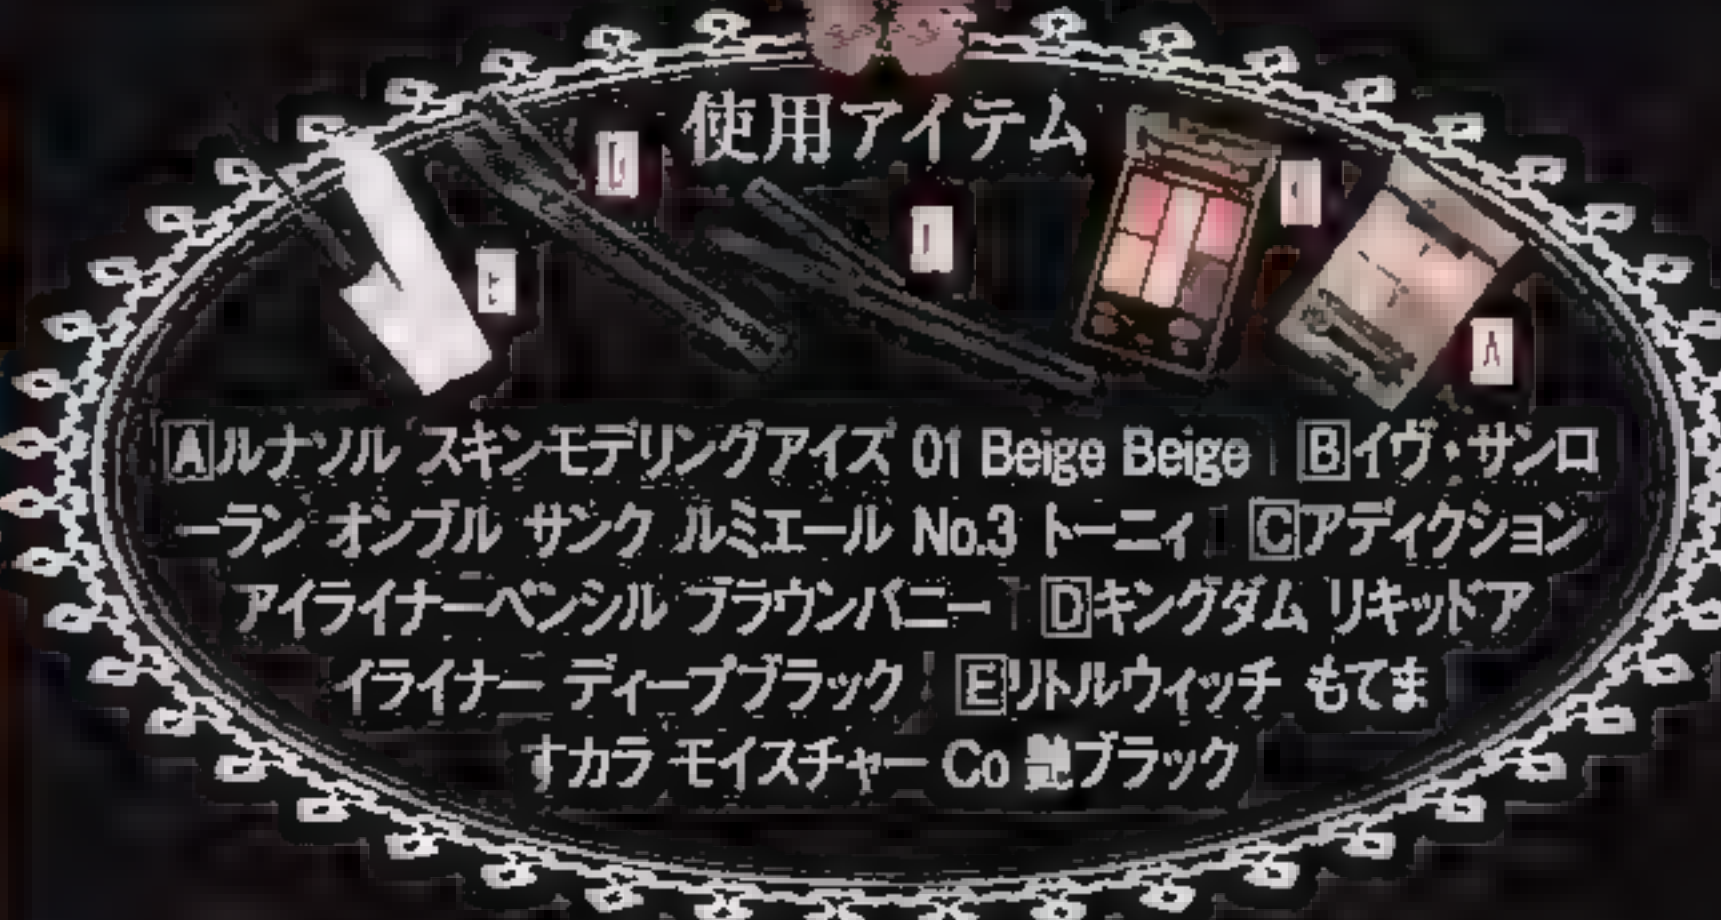 使用アイテム
A
Aルナソル スキンモデリングアイズ 01 Beige Beige Bイヴ・サンロ
ーラン オンブル サンク ルミエール No.3 トーニィ Cアディクション
アイライナーペンシル ブラウンバニー Dキングダム リキッドア
イライナー ディープブラック Eリトルウィッチ もてま
すカラ モイスチャー Co 艶ブラック